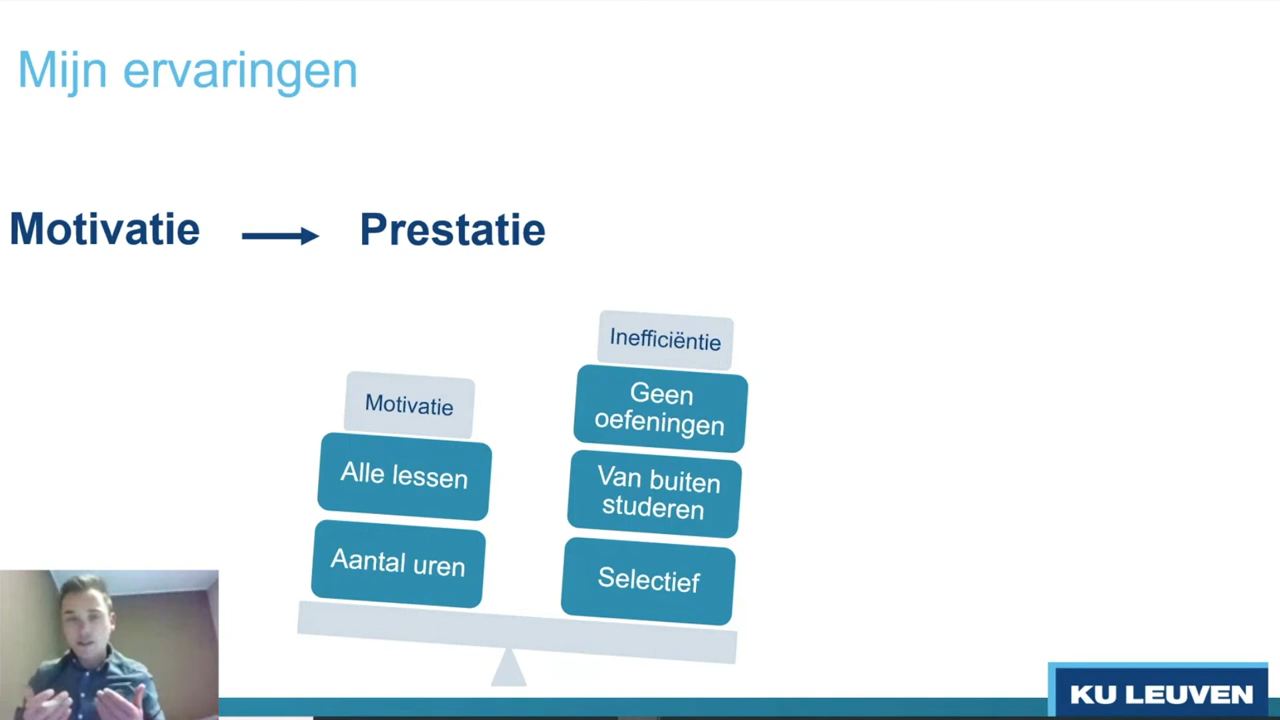 Mijn ervaringen
Motivatie
Prestatie
Motivatie
Alle lessen
Aantal uren
Inefficiëntie
Geen
oefeningen
Van buiten
studeren
Selectief
KU LEUVEN